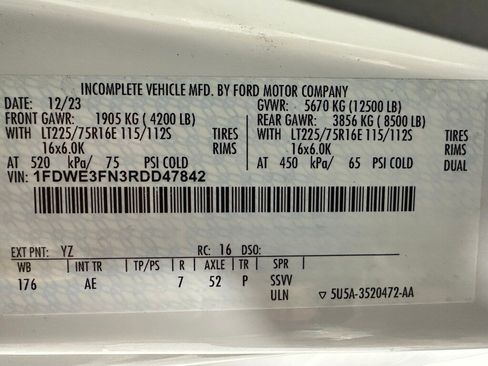 INCOMPLETE VEHICLE MFD. BY FORD MOTOR COMPANY
DATE: 12/23 GVWR: 5670 KG (12500 LB)
FRONT GAWR: 1905 KG (4200 LB) REAR GAWR: 3856 KG (8500 LB)
WITH LT225/75R16E 115/112S TIRES WITH LT225/75R16E 115/112S TIRES
16x6.0K RIMS 16x6.0K RIMS
AT 520 kPa/ 75 PSI COLD AT 450 kPa/ 65 PSI COLD DUAL
VIN: 1FDWE3FN3RDD47842
EXT PNT: YZ RC: 16 DSO:
WB INT TR TP/PS R AXLE TR SPR
176 AE 7 52 P SSVV
ULN ▽ 5U5A-3520472-AA